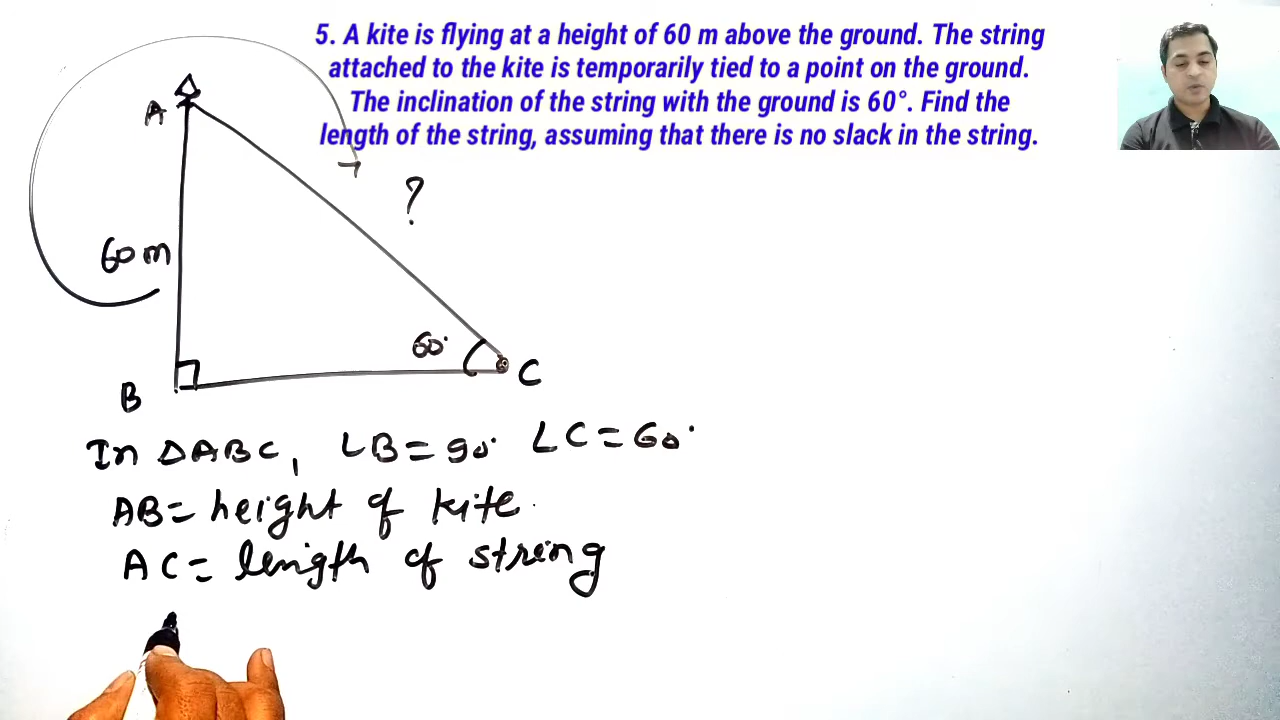 5. A kite is flying at a height of 60 m above the ground. The string
attached to the kite is temporarily tied to a point on the ground.
The inclination of the string with the ground is 60°. Find the
length of the string, assuming that there is no slack in the string.
A
?
60 m
60°
B
C
In ΔABC, ∠B = 90° ∠C = 60°
AB = height of kite.
AC = length of string